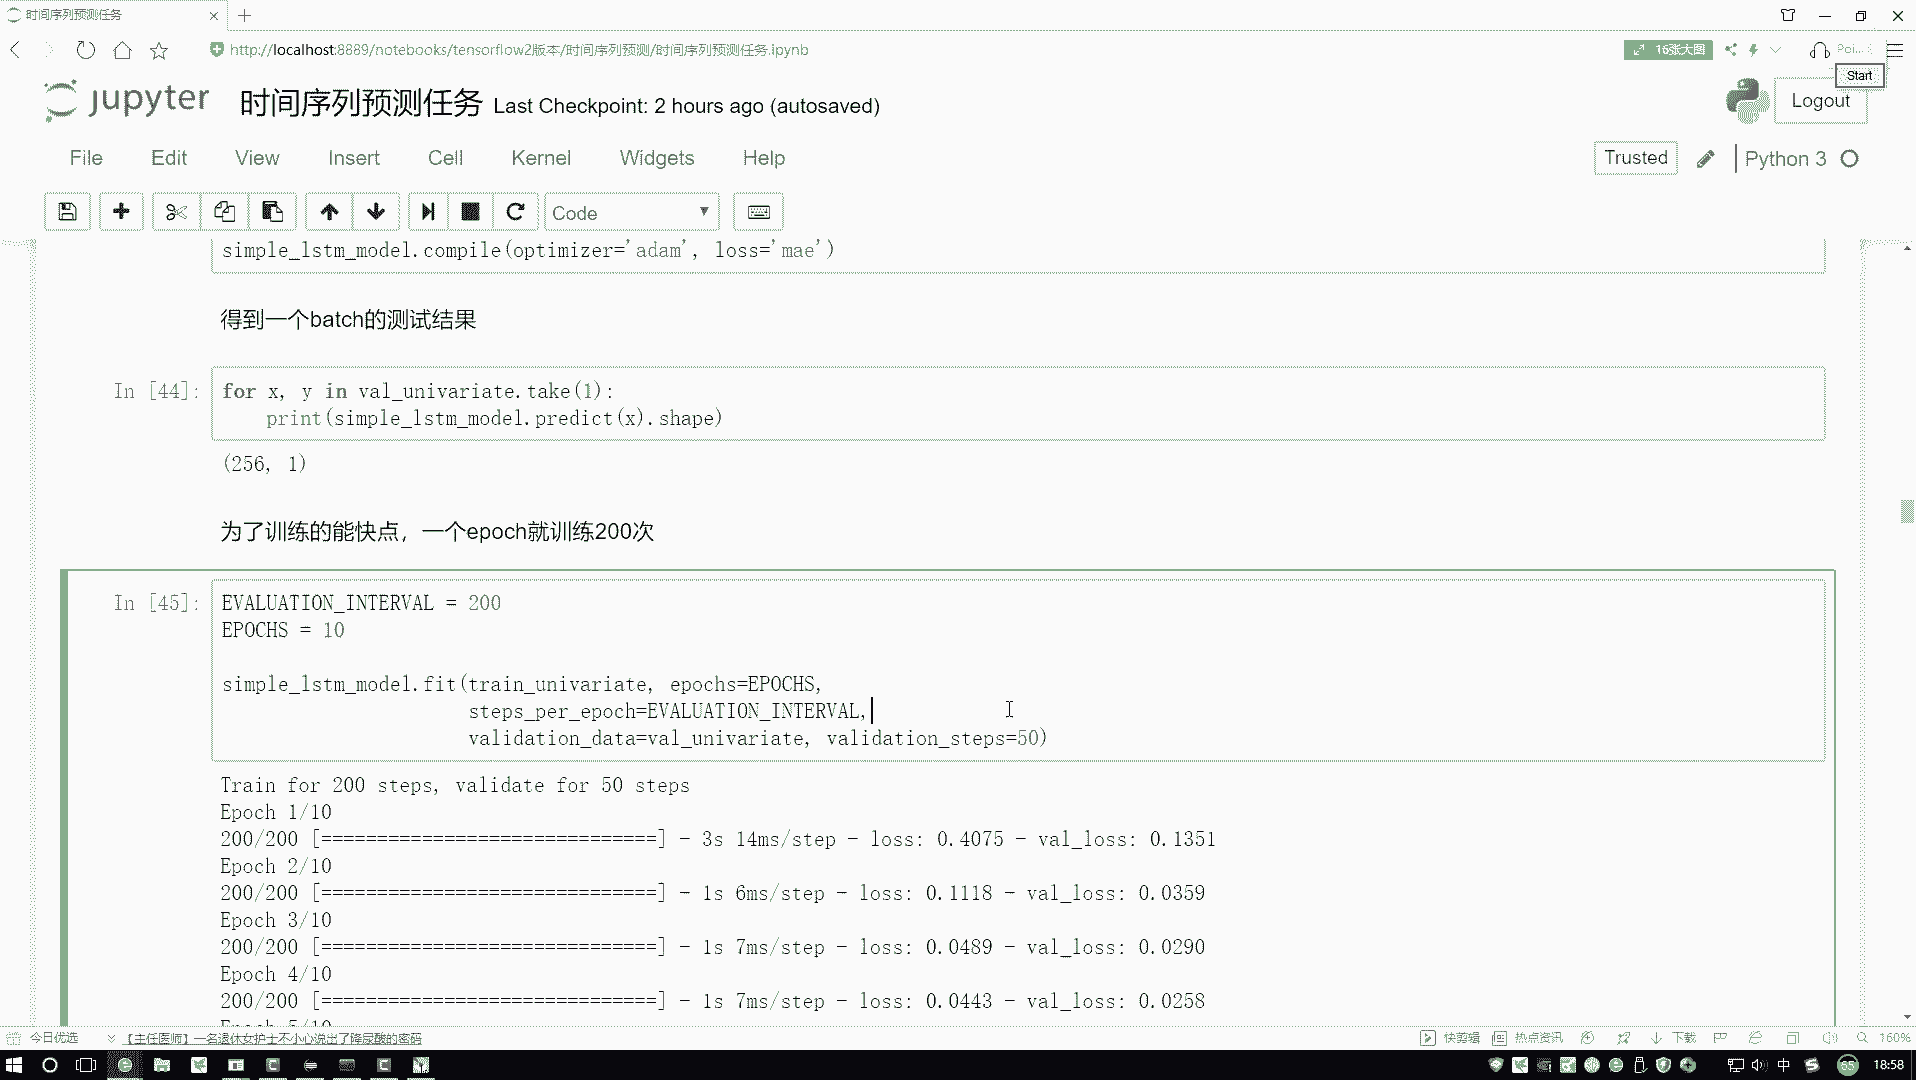 时间序列预测任务
http://localhost:8889/notebooks/tensorflow2版本/时间序列预测/时间序列预测任务.ipynb
16张大图
Poi...
Start
jupyter 时间序列预测任务 Last Checkpoint: 2 hours ago (autosaved)
Logout
File Edit View Insert Cell Kernel Widgets Help
Trusted
Python 3
Code
simple_lstm_model.compile(optimizer='adam', loss='mae')
得到一个batch的测试结果
In [44]: for x, y in val_univariate.take(1):
print(simple_lstm_model.predict(x).shape)
(256, 1)
为了训练的能快点，一个epoch就训练200次
In [45]: EVALUATION_INTERVAL = 200
EPOCHS = 10
simple_lstm_model.fit(train_univariate, epochs=EPOCHS,
steps_per_epoch=EVALUATION_INTERVAL,
validation_data=val_univariate, validation_steps=50)
Train for 200 steps, validate for 50 steps
Epoch 1/10
200/200 [==============================] - 3s 14ms/step - loss: 0.4075 - val_loss: 0.1351
Epoch 2/10
200/200 [==============================] - 1s 6ms/step - loss: 0.1118 - val_loss: 0.0359
Epoch 3/10
200/200 [==============================] - 1s 7ms/step - loss: 0.0489 - val_loss: 0.0290
Epoch 4/10
200/200 [==============================] - 1s 7ms/step - loss: 0.0443 - val_loss: 0.0258
Epoch 5/10
今日优选
【主任医师】一名退休女护士不小心说出了降尿酸的密码
快剪辑
热点资讯
下载
160%
中
65
18:58